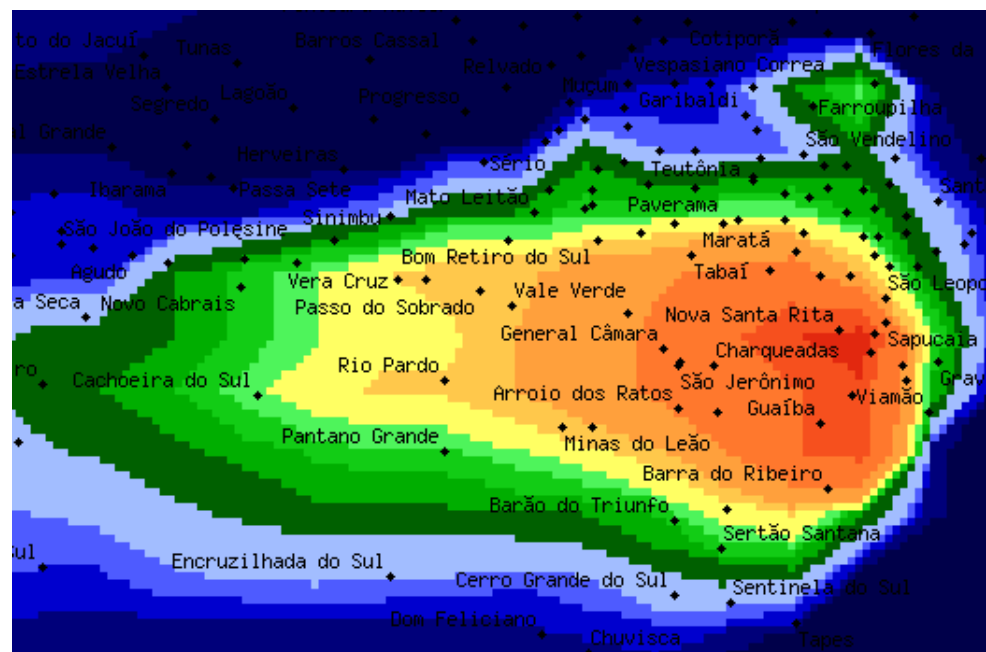 to do Jacuí
Tunas
Barros Cassal
Cotiporã
Flores da
Estrela Velha
Relvado
Vespasiano Correa
Segredo
Lagoão
Progresso
Muçum
Garibaldi
Farroupilha
al Grande
Herveiras
São Vendelino
Ibarama
Passa Sete
Sério
Teutônia
Sant
Mato Leitão
Sinimbu
Paverama
São João do Polêsine
Maratá
Agudo
Bom Retiro do Sul
Tabaí
Vera Cruz
Vale Verde
São Leopo
a Seca
Novo Cabrais
Passo do Sobrado
Nova Santa Rita
General Câmara
Sapucaia
Charqueadas
ro
Rio Pardo
Cachoeira do Sul
São Jerônimo
Grav
Arroio dos Ratos
Viamão
Guaíba
Pantano Grande
Minas do Leão
Barra do Ribeiro
Barão do Triunfo
Sertão Santana
Sul
Encruzilhada do Sul
Cerro Grande do Sul
Sentinela do Sul
Dom Feliciano
Chuvisca
Tapes